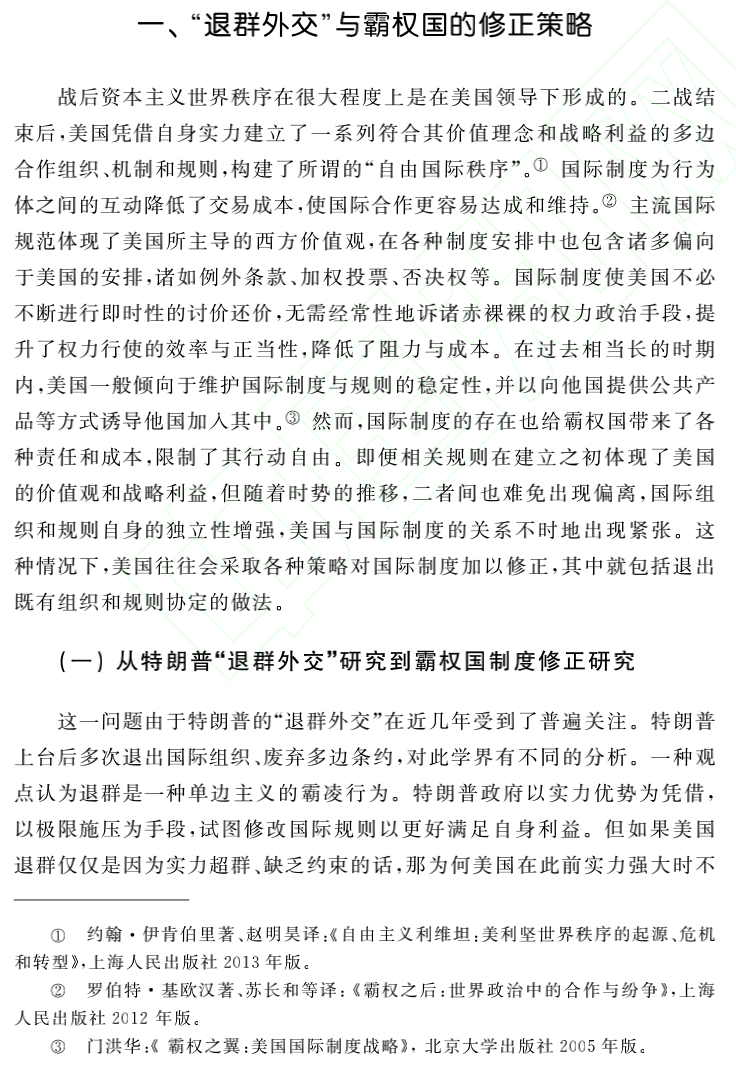 一、“退群外交”与霸权国的修正策略
战后资本主义世界秩序在很大程度上是在美国领导下形成的。二战结
束后,美国凭借自身实力建立了一系列符合其价值理念和战略利益的多边
合作组织、机制和规则,构建了所谓的“自由国际秩序”。① 国际制度为行为
体之间的互动降低了交易成本,使国际合作更容易达成和维持。② 主流国际
规范体现了美国所主导的西方价值观,在各种制度安排中也包含诸多偏向
于美国的安排,诸如例外条款、加权投票、否决权等。国际制度使美国不必
不断进行即时性的讨价还价,无需经常性地诉诸赤裸裸的权力政治手段,提
升了权力行使的效率与正当性,降低了阻力与成本。在过去相当长的时期
内,美国一般倾向于维护国际制度与规则的稳定性,并以向他国提供公共产
品等方式诱导他国加入其中。③ 然而,国际制度的存在也给霸权国带来了各
种责任和成本,限制了其行动自由。即便相关规则在建立之初体现了美国
的价值观和战略利益,但随着时势的推移,二者间也难免出现偏离,国际组
织和规则自身的独立性增强,美国与国际制度的关系不时地出现紧张。这
种情况下,美国往往会采取各种策略对国际制度加以修正,其中就包括退出
既有组织和规则协定的做法。
(一) 从特朗普“退群外交”研究到霸权国制度修正研究
这一问题由于特朗普的“退群外交”在近几年受到了普遍关注。特朗普
上台后多次退出国际组织、废弃多边条约,对此学界有不同的分析。一种观
点认为退群是一种单边主义的霸凌行为。特朗普政府以实力优势为凭借,
以极限施压为手段,试图修改国际规则以更好满足自身利益。但如果美国
退群仅仅是因为实力超群、缺乏约束的话,那为何美国在此前实力强大时不
① 约翰·伊肯伯里著、赵明昊译:《自由主义利维坦:美利坚世界秩序的起源、危机
和转型》,上海人民出版社 2013 年版。
② 罗伯特·基欧汉著、苏长和等译:《霸权之后:世界政治中的合作与纷争》,上海
人民出版社 2012 年版。
③ 门洪华:《 霸权之翼:美国国际制度战略》, 北京大学出版社 2005 年版。